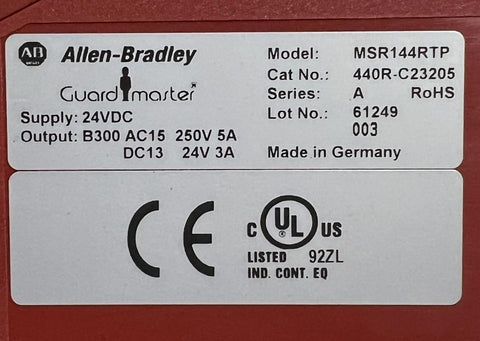 AB Allen-Bradley
Guardmaster
Supply: 24VDC
Output: B300 AC15 250V 5A
DC13 24V 3A
Model: MSR144RTP
Cat No.: 440R-C23205
Series: A RoHS
Lot No.: 61249
003
Made in Germany
CE
C UL US
LISTED 92ZL
IND. CONT. EQ